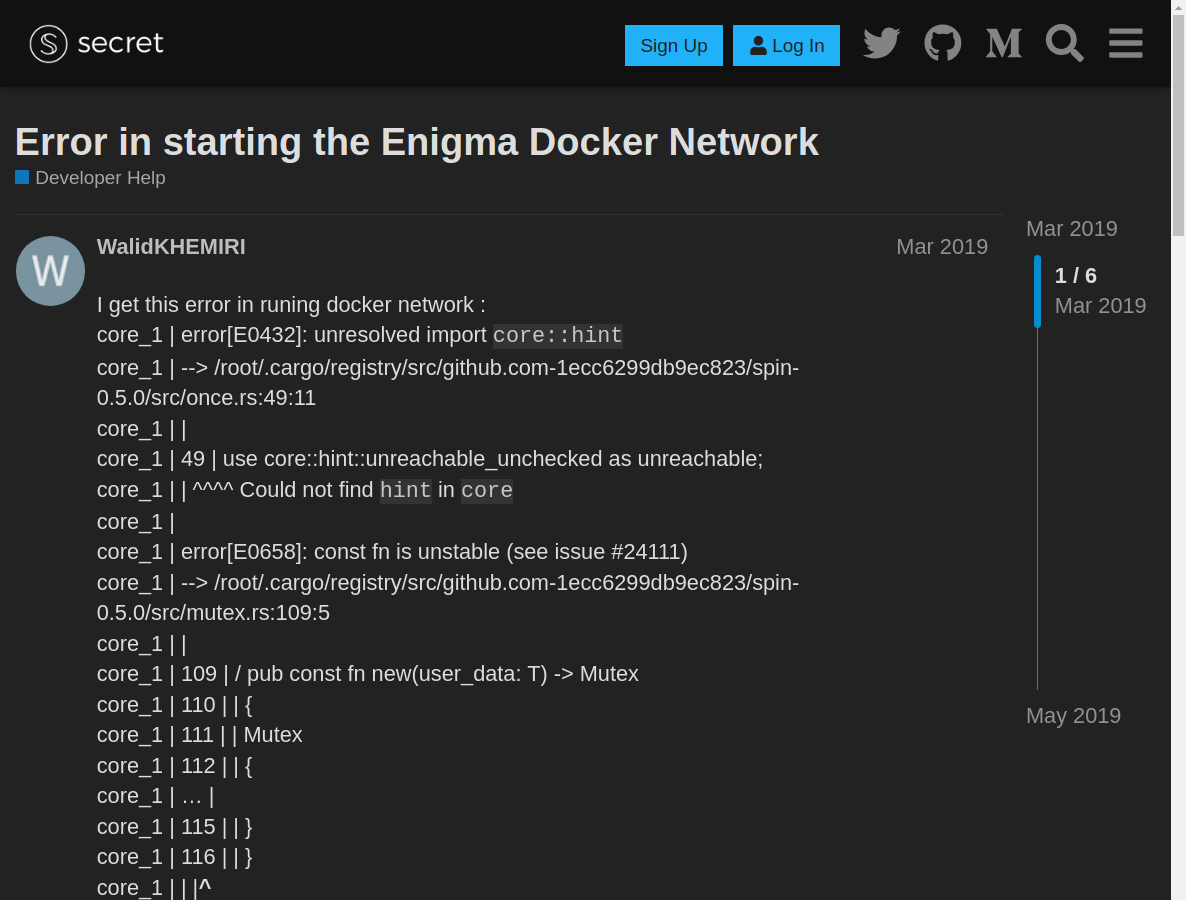 secret
Sign Up
Log In
Error in starting the Enigma Docker Network
Developer Help
WalidKHEMIRI
Mar 2019
I get this error in runing docker network :
core_1 | error[E0432]: unresolved import core::hint
core_1 | --> /root/.cargo/registry/src/github.com-1ecc6299db9ec823/spin-
0.5.0/src/once.rs:49:11
core_1 | |
core_1 | 49 | use core::hint::unreachable_unchecked as unreachable;
core_1 | | ^^^^ Could not find hint in core
core_1 |
core_1 | error[E0658]: const fn is unstable (see issue #24111)
core_1 | --> /root/.cargo/registry/src/github.com-1ecc6299db9ec823/spin-
0.5.0/src/mutex.rs:109:5
core_1 | |
core_1 | 109 | / pub const fn new(user_data: T) -> Mutex
core_1 | 110 | | {
core_1 | 111 | | Mutex
core_1 | 112 | | {
core_1 | … |
core_1 | 115 | | }
core_1 | 116 | | }
core_1 | | |^
Mar 2019
1 / 6
Mar 2019
May 2019
W